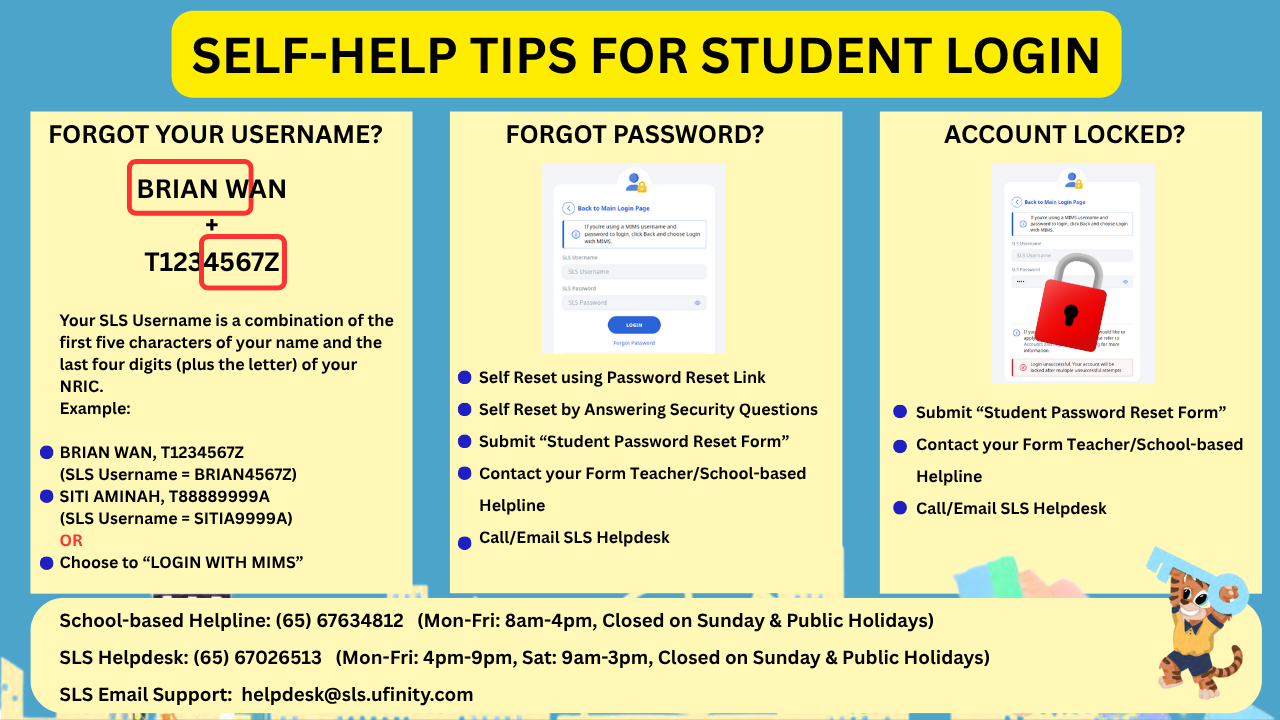 SELF-HELP TIPS FOR STUDENT LOGIN
FORGOT YOUR USERNAME?
BRIAN WAN
+
T1234567Z
Your SLS Username is a combination of the
first five characters of your name and the
last four digits (plus the letter) of your
NRIC.
Example:
BRIAN WAN, T1234567Z
(SLS Username = BRIAN4567Z)
SITI AMINAH, T88889999A
(SLS Username = SITIA9999A)
OR
Choose to “LOGIN WITH MIMS”
FORGOT PASSWORD?
Back to Main Login Page
If you're using a MIMS username and
password to login, click Back and choose Login
with MIMS.
SLS Username
SLS Username
SLS Password
SLS Password
LOGIN
Forgot Password
Self Reset using Password Reset Link
Self Reset by Answering Security Questions
Submit “Student Password Reset Form”
Contact your Form Teacher/School-based
Helpline
Call/Email SLS Helpdesk
ACCOUNT LOCKED?
Back to Main Login Page
If you're using a MIMS username and
password to login, click Back and choose Login
with MIMS.
SLS Username
SLS Username
SLS Password
If you
would like to
refer to
for more
information.
Login unsuccessful. Your account will be
locked after multiple unsuccessful attempts.
Submit “Student Password Reset Form”
Contact your Form Teacher/School-based
Helpline
Call/Email SLS Helpdesk
School-based Helpline: (65) 67634812 (Mon-Fri: 8am-4pm, Closed on Sunday & Public Holidays)
SLS Helpdesk: (65) 67026513 (Mon-Fri: 4pm-9pm, Sat: 9am-3pm, Closed on Sunday & Public Holidays)
SLS Email Support: helpdesk@sls.ufinity.com